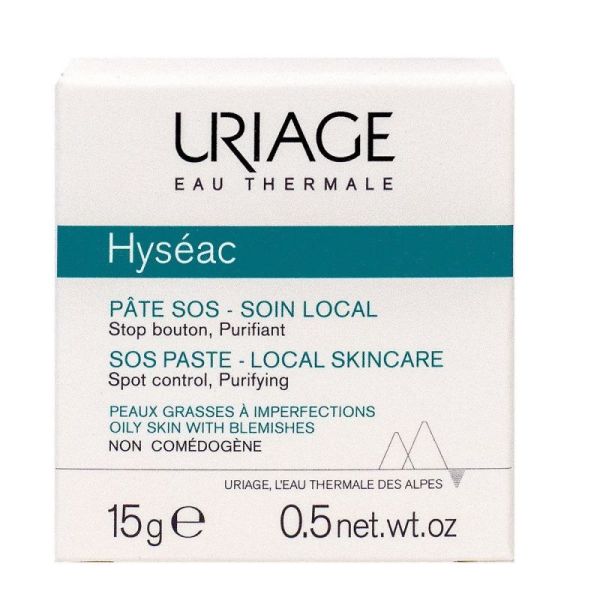 URIAGE
EAU THERMALE
Hyséac
PÂTE SOS - SOIN LOCAL
Stop bouton, Purifiant
SOS PASTE - LOCAL SKINCARE
Spot control, Purifying
PEAUX GRASSES À IMPERFECTIONS
OILY SKIN WITH BLEMISHES
NON COMÉDOGÈNE
URIAGE, L'EAU THERMALE DES ALPES
15g ℮ 0.5net.wt.oz